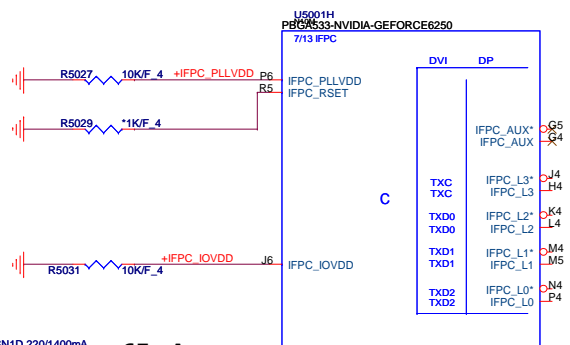 U5001H
PBGA533-NVIDIA-GEFORCE6250
7/13 IFPC
DVI DP
R5027 10K/F_4 +IFPC_PLLVDD P6 IFPC_PLLVDD
R5 IFPC_RSET
R5029 *1K/F_4
IFPC_AUX* G5
IFPC_AUX G4
TXC IFPC_L3* J4
TXC IFPC_L3 H4
C
TXD0 IFPC_L2* K4
TXD0 IFPC_L2 L4
TXD1 IFPC_L1* M4
TXD1 IFPC_L1 M5
+IFPC_IOVDD J6 IFPC_IOVDD
R5031 10K/F_4
TXD2 IFPC_L0* N4
TXD2 IFPC_L0 P4
220/1400mA